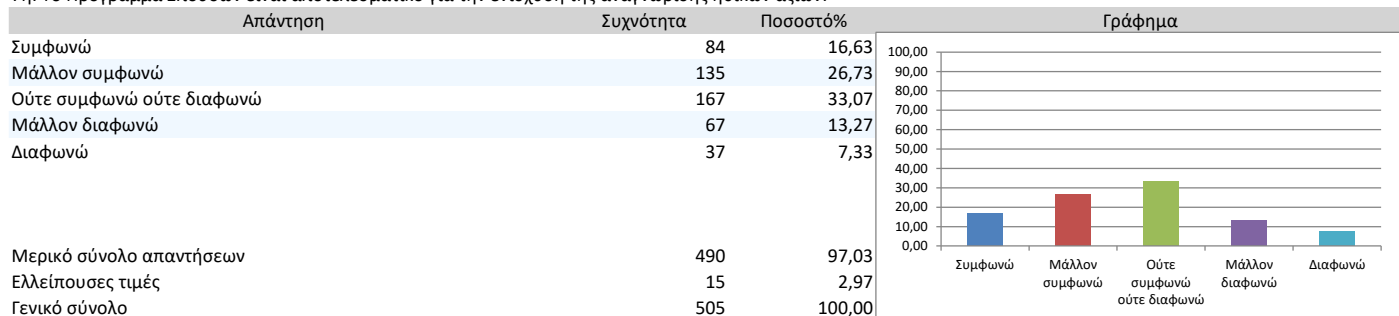 Απάντηση Συχνότητα Ποσοστό% Γράφημα
Συμφωνώ 84 16,63
Μάλλον συμφωνώ 135 26,73
Ούτε συμφωνώ ούτε διαφωνώ 167 33,07
Μάλλον διαφωνώ 67 13,27
Διαφωνώ 37 7,33
Μερικό σύνολο απαντήσεων 490 97,03
Ελλείπουσες τιμές 15 2,97
Γενικό σύνολο 505 100,00
100,00
90,00
80,00
70,00
60,00
50,00
40,00
30,00
20,00
10,00
0,00
Συμφωνώ Μάλλον Ούτε Μάλλον Διαφωνώ
συμφωνώ συμφωνώ διαφωνώ
ούτε διαφωνώ